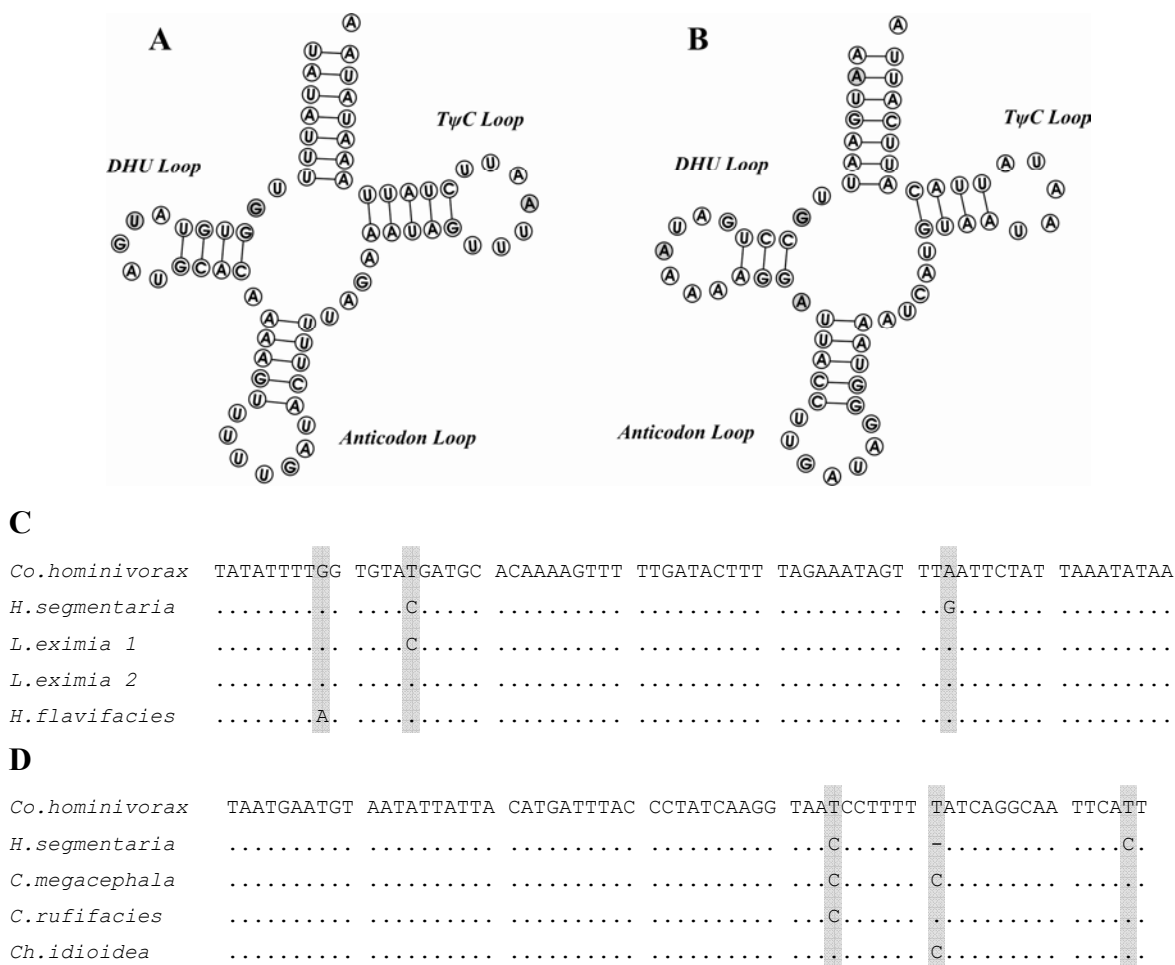 A
B
DHU Loop
TψC Loop
Anticodon Loop
UAUAUUUUGGUGUAUGAUGCACAAAAGUUUUUGAUACUUUUAGAAAUAGUUUAAUUCUAUUAAAUAUAA
DHU Loop
TψC Loop
Anticodon Loop
AAUGAAUUGCCUGAUAAAAAGGAUUACCUUGAUAGGGUAAAUCAUGUAAUAAUAUUACAUUCAUUA
C
Co.hominivorax TATATTTTGG TGTATGATGC ACAAAAGTTT TTGATACTTT TAGAAATAGT TTAATTCTAT TAAATATAA
H.segmentaria .......... ....C..... .......... .......... .......... ..G....... .........
L.eximia 1 .......... ....C..... .......... .......... .......... .......... .........
L.eximia 2 .......... .......... .......... .......... .......... .......... .........
H.flavifacies ........A. .......... .......... .......... .......... .......... .........
D
Co.hominivorax TAATGAATGT AATATTATTA CATGATTTAC CCTATCAAGG TAATCCTTTT TATCAGGCAA TTCATT
H.segmentaria .......... .......... .......... .......... ...C...... -......... ....C.
C.megacephala .......... .......... .......... .......... ...C...... C......... ......
C.rufifacies .......... .......... .......... .......... ...C...... .......... ......
Ch.idioidea .......... .......... .......... .......... .......... C......... ......